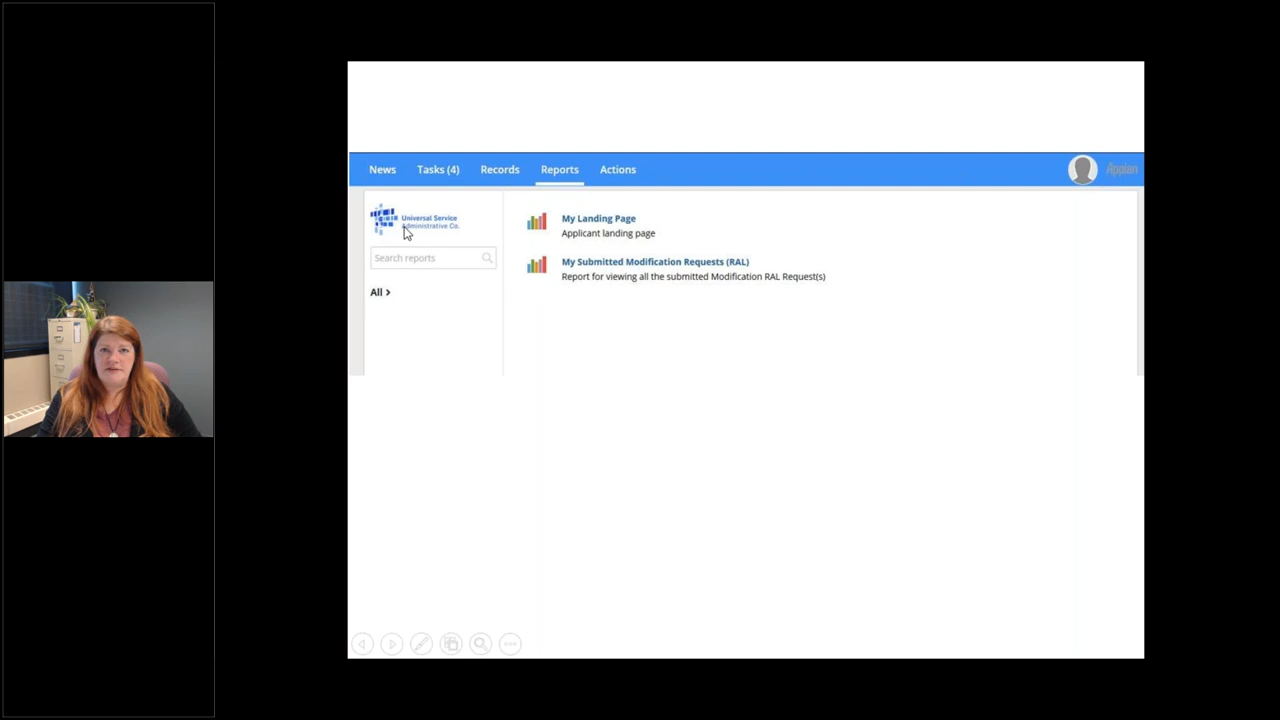 News Tasks (4) Records Reports Actions Appian
Universal Service
Administrative Co.
Search reports
All >
My Landing Page
Applicant landing page
My Submitted Modification Requests (RAL)
Report for viewing all the submitted Modification RAL Request(s)